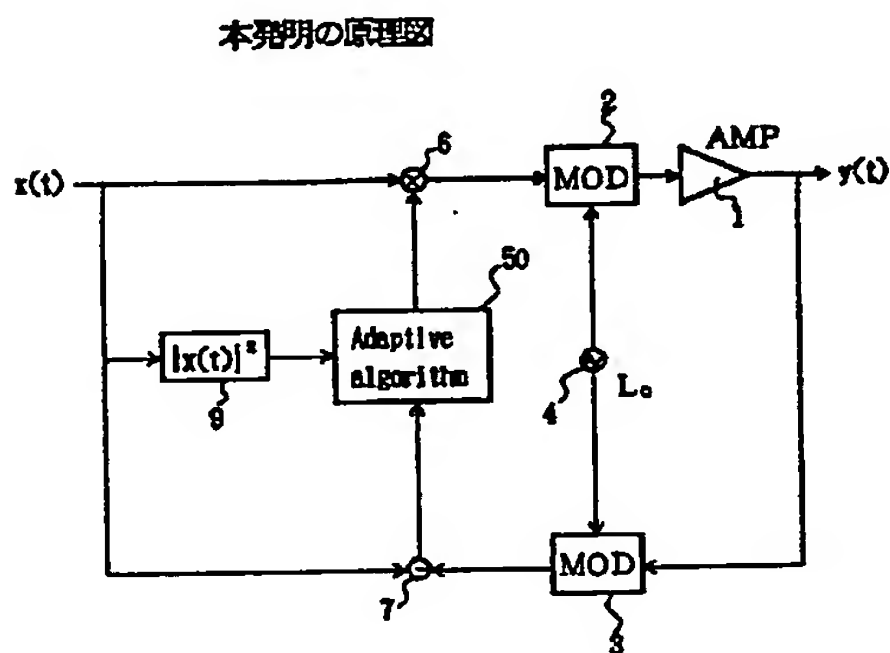 本発明の原理図
x(t)
6
2
MOD
AMP
1
y(t)
50
|x(t)|²
9
Adaptive
algorithm
4
L₀
7
MOD
3